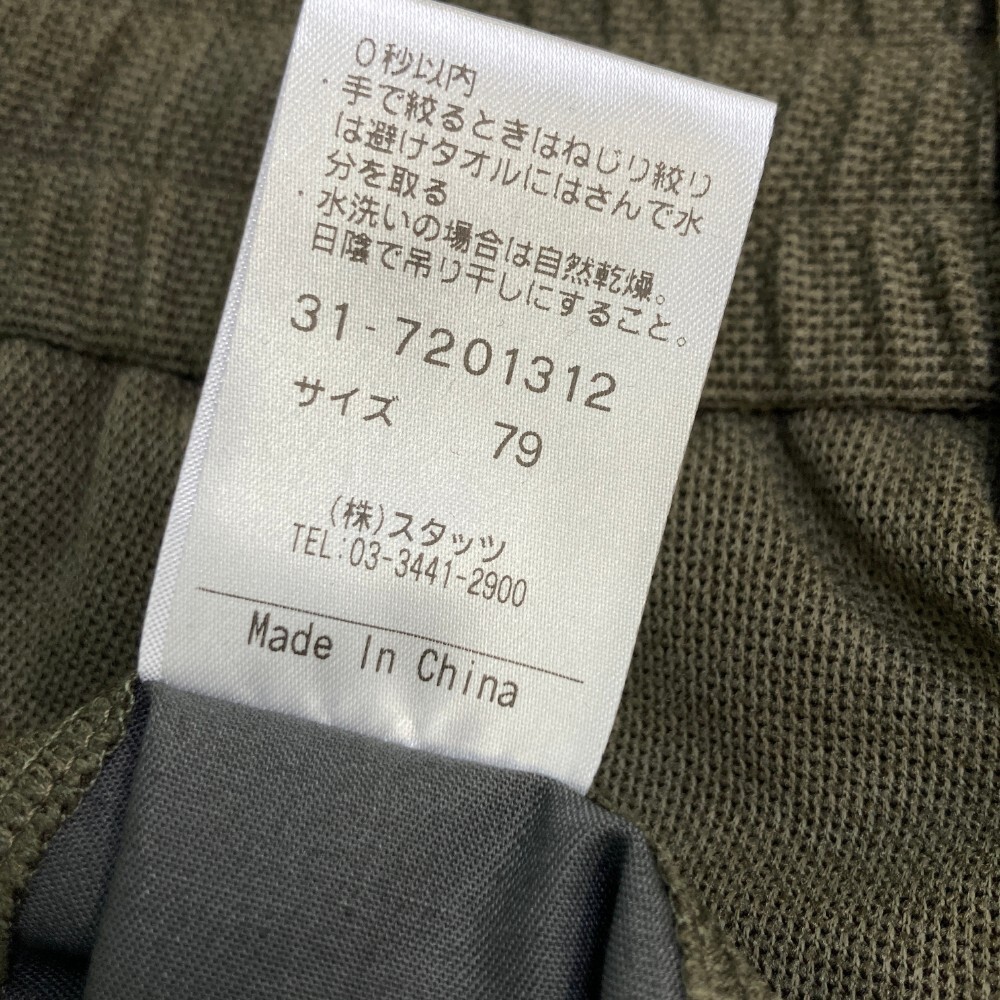 0秒以内
・手で絞るときはねじり絞り
は避けタオルにはさんで水
分を取る
・水洗いの場合は自然乾燥。
日陰で吊り干しにすること。
31-7201312
サイズ 79
(株)スタッツ
TEL:03-3441-2900
Made In China